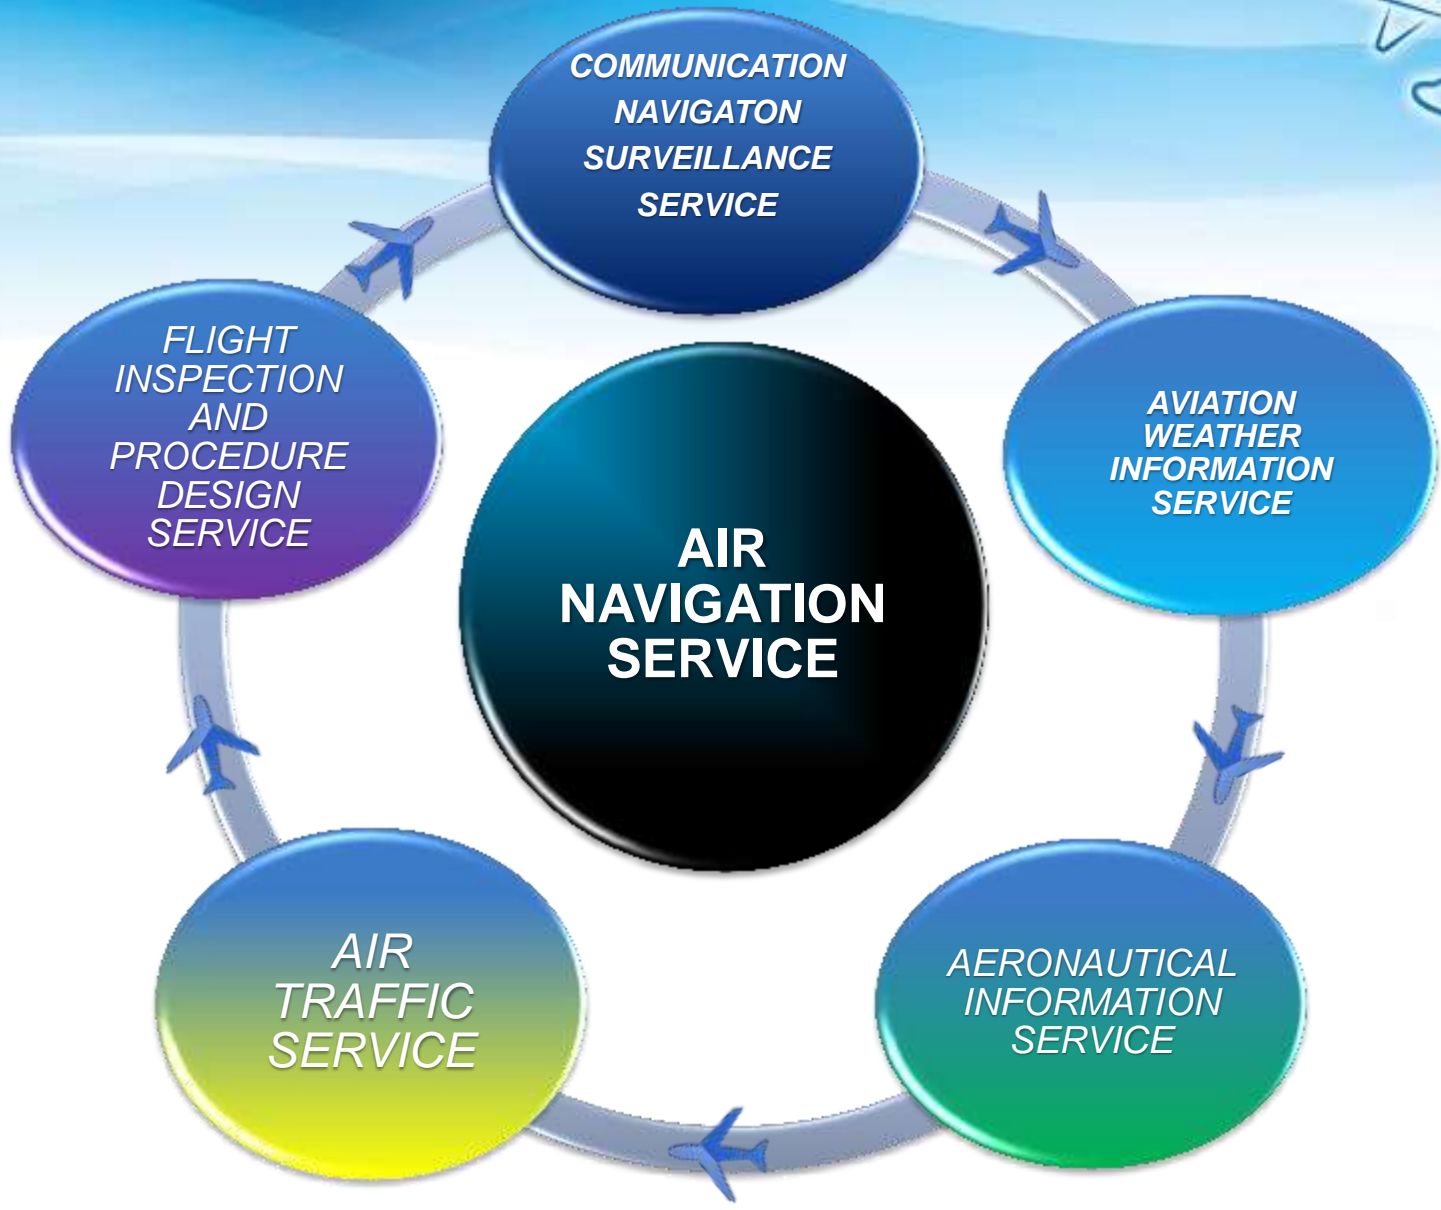 COMMUNICATION
NAVIGATON
SURVEILLANCE
SERVICE
FLIGHT
INSPECTION
AND
PROCEDURE
DESIGN
SERVICE
AVIATION
WEATHER
INFORMATION
SERVICE
AIR
NAVIGATION
SERVICE
AIR
TRAFFIC
SERVICE
AERONAUTICAL
INFORMATION
SERVICE